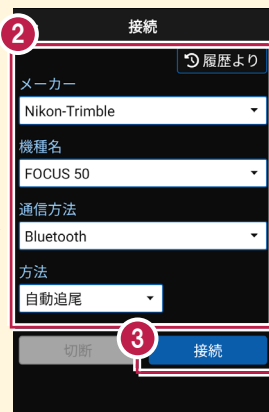 接続
2
履歴より
メーカー
Nikon-Trimble
機種名
FOCUS 50
通信方法
Bluetooth
方法
自動追尾
切断
3
接続